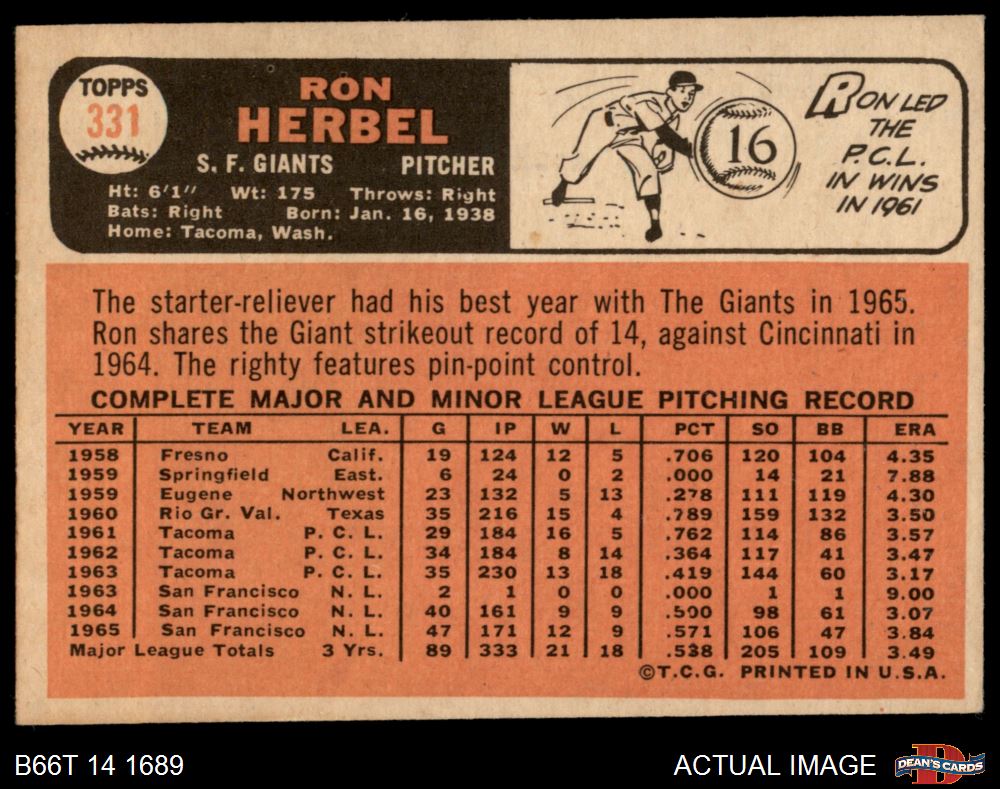 TOPPS
331
RON
HERBEL
S. F. GIANTS PITCHER
Ht: 6'1" Wt: 175 Throws: Right
Bats: Right Born: Jan. 16, 1938
Home: Tacoma, Wash.
16
RON LED
THE
P.C.L.
IN WINS
IN 1961
The starter-reliever had his best year with The Giants in 1965.
Ron shares the Giant strikeout record of 14, against Cincinnati in
1964. The righty features pin-point control.
COMPLETE MAJOR AND MINOR LEAGUE PITCHING RECORD
YEAR TEAM LEA. G IP W L PCT SO BB ERA
1958 Fresno Calif. 19 124 12 5 .706 120 104 4.35
1959 Springfield East. 6 24 0 2 .000 14 21 7.88
1959 Eugene Northwest 23 132 5 13 .278 111 119 4.30
1960 Rio Gr. Val. Texas 35 216 15 4 .789 159 132 3.50
1961 Tacoma P. C. L. 29 184 16 5 .762 114 86 3.57
1962 Tacoma P. C. L. 34 184 8 14 .364 117 41 3.47
1963 Tacoma P. C. L. 35 230 13 18 .419 144 60 3.17
1963 San Francisco N. L. 2 1 0 0 .000 1 1 9.00
1964 San Francisco N. L. 40 161 9 9 .500 98 61 3.07
1965 San Francisco N. L. 47 171 12 9 .571 106 47 3.84
Major League Totals 3 Yrs. 89 333 21 18 .538 205 109 3.49
©T.C.G. PRINTED IN U.S.A.
B66T 14 1689 ACTUAL IMAGE
DEAN'S CARDS